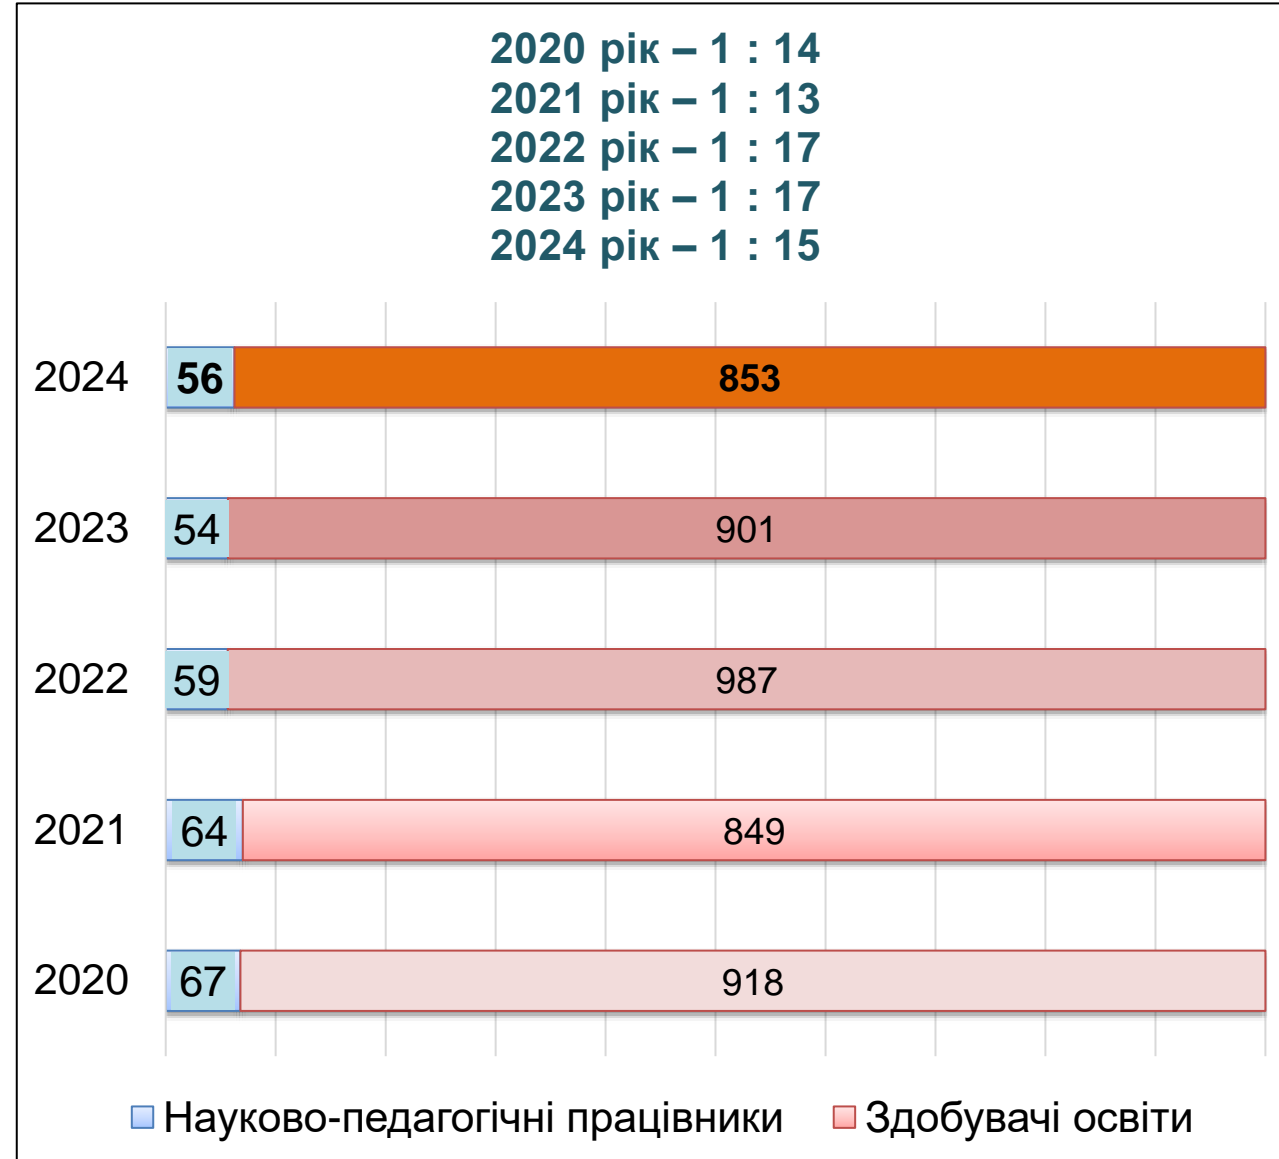 2020 рік – 1 : 14
2021 рік – 1 : 13
2022 рік – 1 : 17
2023 рік – 1 : 17
2024 рік – 1 : 15
2024 56 853
2023 54 901
2022 59 987
2021 64 849
2020 67 918
Науково-педагогічні працівники Здобувачі освіти